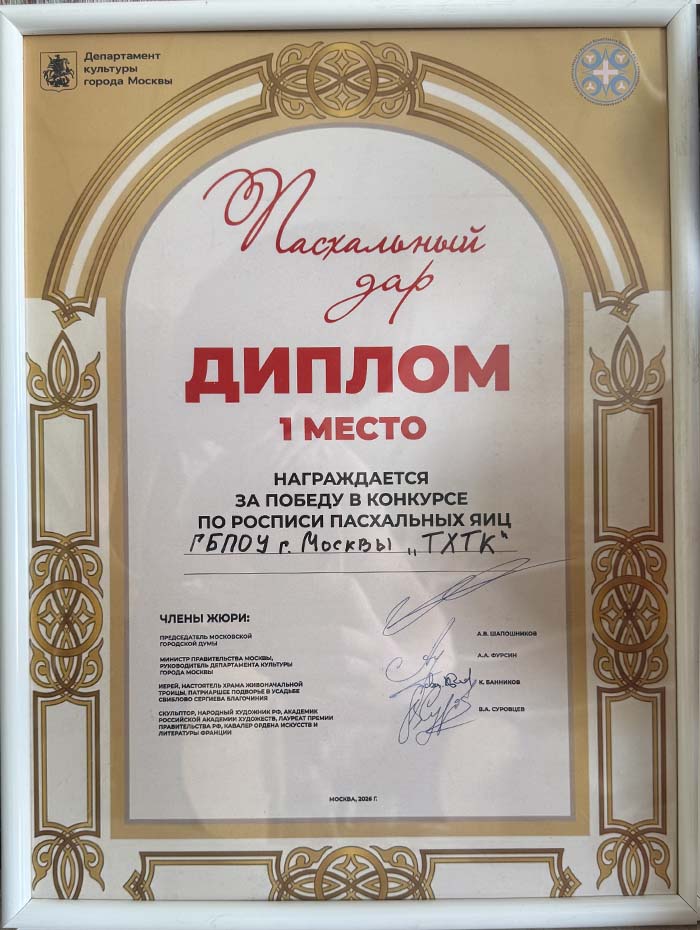 Департамент
культуры
города Москвы
Пасхальный
дар
ДИПЛОМ
1 МЕСТО
НАГРАЖДАЕТСЯ
ЗА ПОБЕДУ В КОНКУРСЕ
ПО РОСПИСИ ПАСХАЛЬНЫХ ЯИЦ
ГБПОУ г. Москвы „ТХТК“
ЧЛЕНЫ ЖЮРИ:
ПРЕДСЕДАТЕЛЬ МОСКОВСКОЙ
ГОРОДСКОЙ ДУМЫ
А.В. ШАПОШНИКОВ
МИНИСТР ПРАВИТЕЛЬСТВА МОСКВЫ,
РУКОВОДИТЕЛЬ ДЕПАРТАМЕНТА КУЛЬТУРЫ
ГОРОДА МОСКВЫ
А.А. ФУРСИН
ИЕРЕЙ, НАСТОЯТЕЛЬ ХРАМА ЖИВОНАЧАЛЬНОЙ
ТРОИЦЫ, ПАТРИАРШЕЕ ПОДВОРЬЕ В УСАДЬБЕ
СВИБЛОВО СЕРГИЕВА БЛАГОЧИНИЯ
К. БАННИКОВ
СКУЛЬПТОР, НАРОДНЫЙ ХУДОЖНИК РФ, АКАДЕМИК
РОССИЙСКОЙ АКАДЕМИИ ХУДОЖЕСТВ, ЛАУРЕАТ ПРЕМИИ
ПРАВИТЕЛЬСТВА РФ, КАВАЛЕР ОРДЕНА ИСКУССТВ И
ЛИТЕРАТУРЫ ФРАНЦИИ
В.А. СУРОВЦЕВ
МОСКВА, 2026 Г.